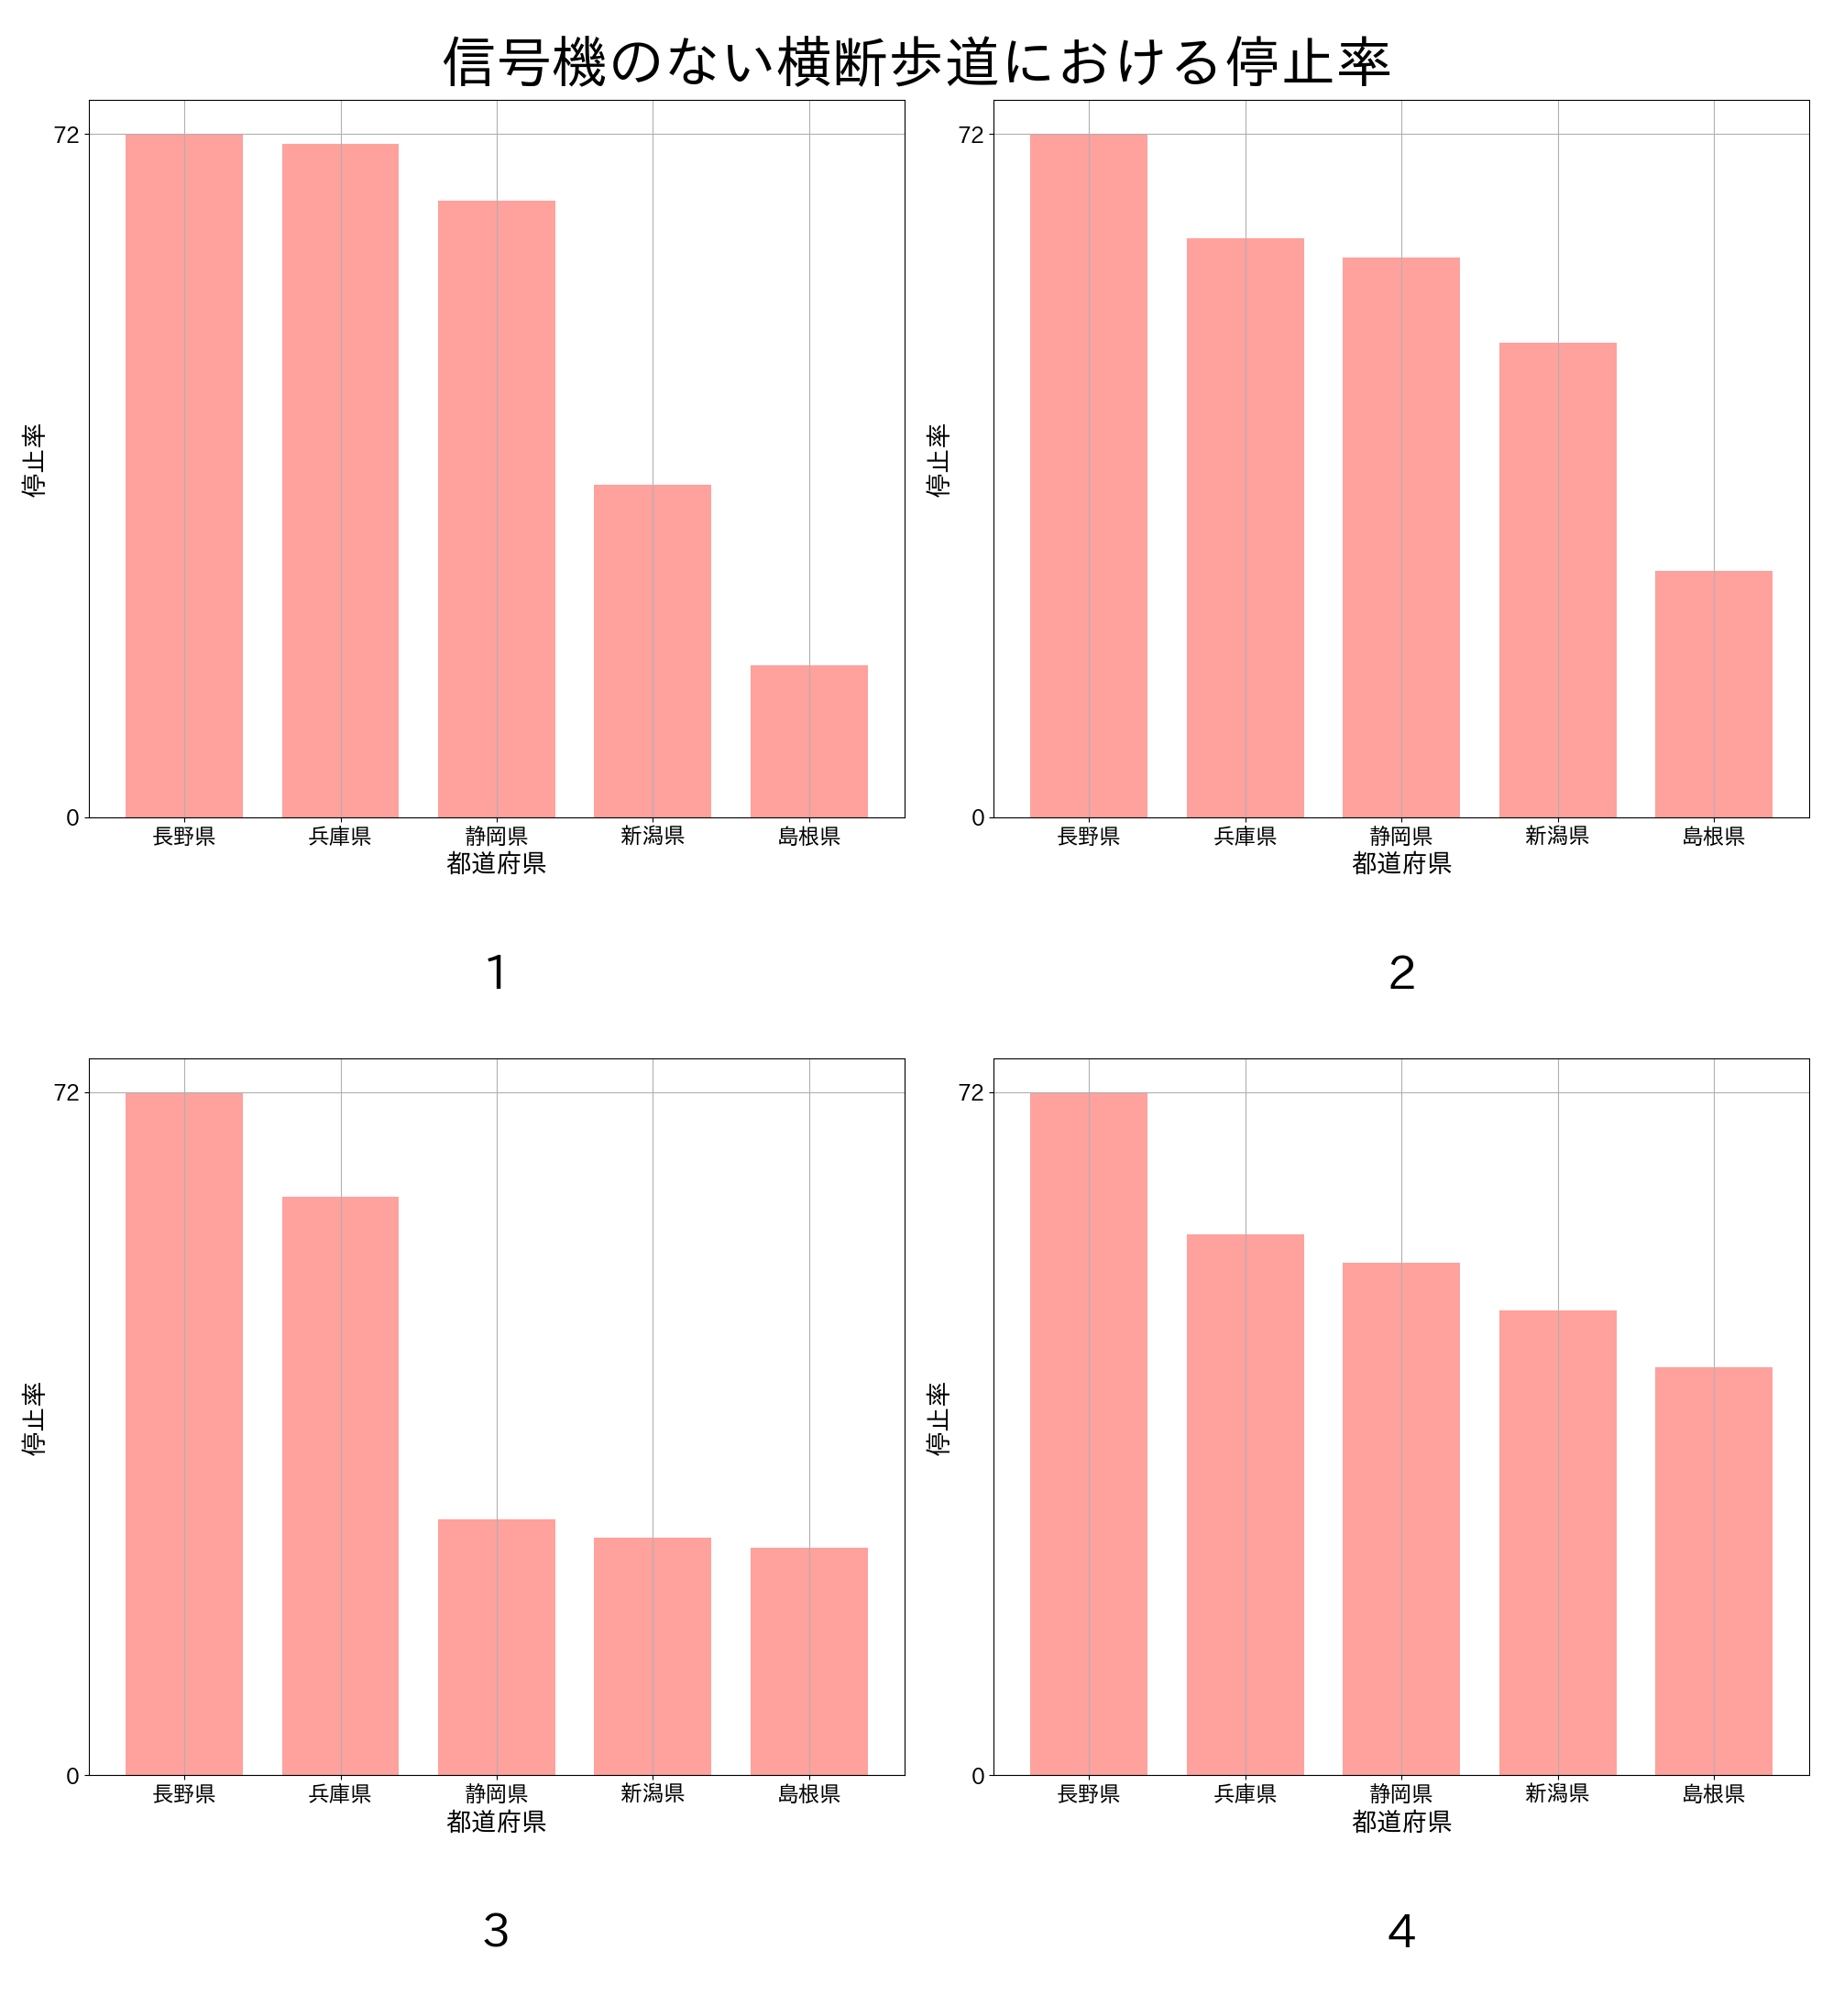 信号機のない横断歩道における停止率
72
0
停止率
長野県 兵庫県 静岡県 新潟県 島根県
都道府県
1
72
0
停止率
長野県 兵庫県 静岡県 新潟県 島根県
都道府県
2
72
0
停止率
長野県 兵庫県 静岡県 新潟県 島根県
都道府県
3
72
0
停止率
長野県 兵庫県 静岡県 新潟県 島根県
都道府県
4